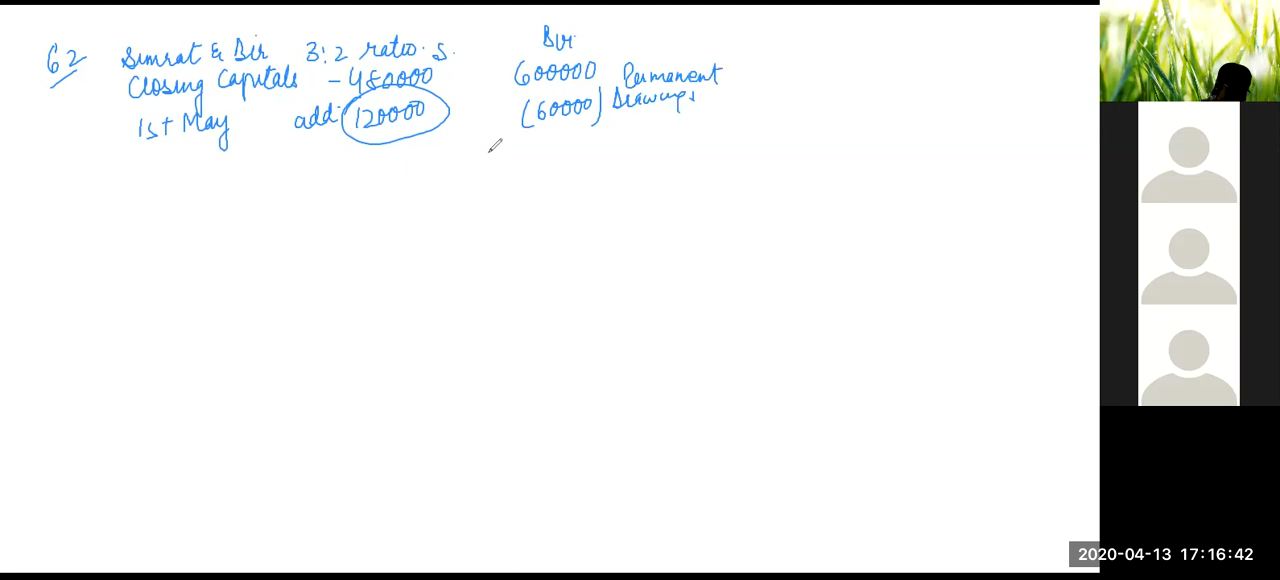 62 Simrat & Bir 3:2 ratio. S. Bir
Closing Capitals - 480000 600000 Permanent
1st May add 120000 (60000) Drawings
2020-04-13 17:16:42